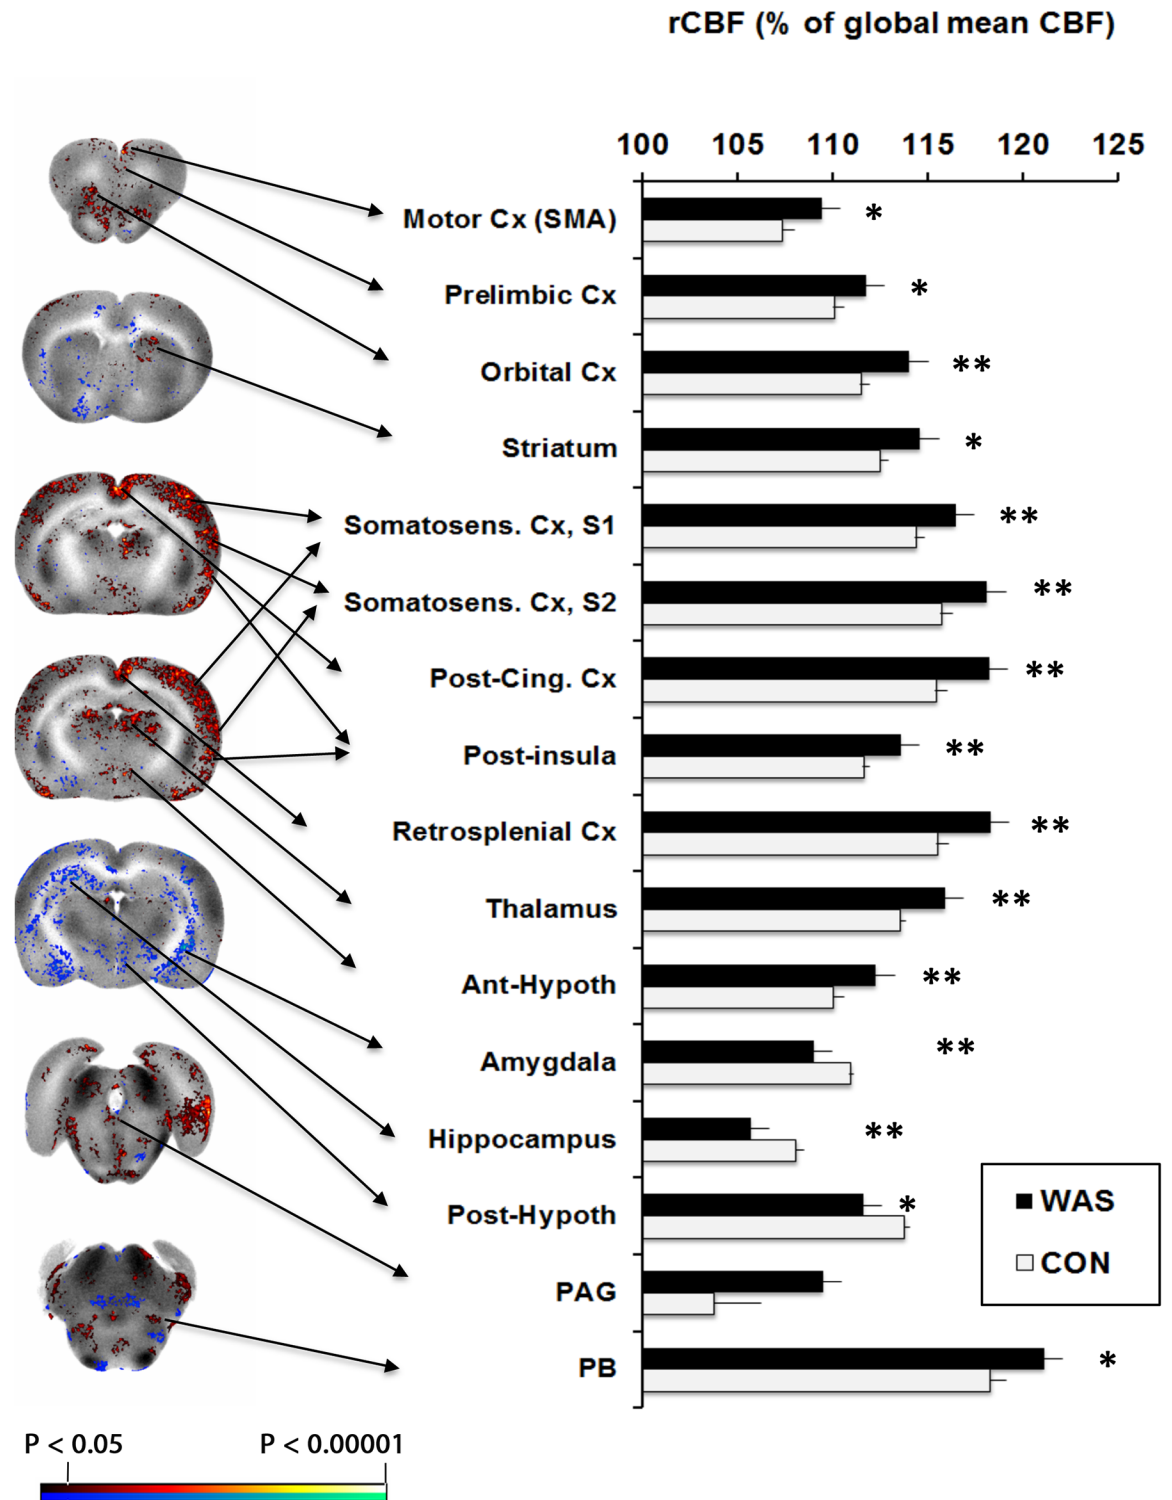 rCBF (% of global mean CBF)
100 105 110 115 120 125
Motor Cx (SMA) *
Prelimbic Cx *
Orbital Cx **
Striatum *
Somatosens. Cx, S1 **
Somatosens. Cx, S2 **
Post-Cing. Cx **
Post-insula **
Retrosplenial Cx **
Thalamus **
Ant-Hypoth **
Amygdala **
Hippocampus **
Post-Hypoth *
PAG
PB *
WAS
CON
P < 0.05 P < 0.00001